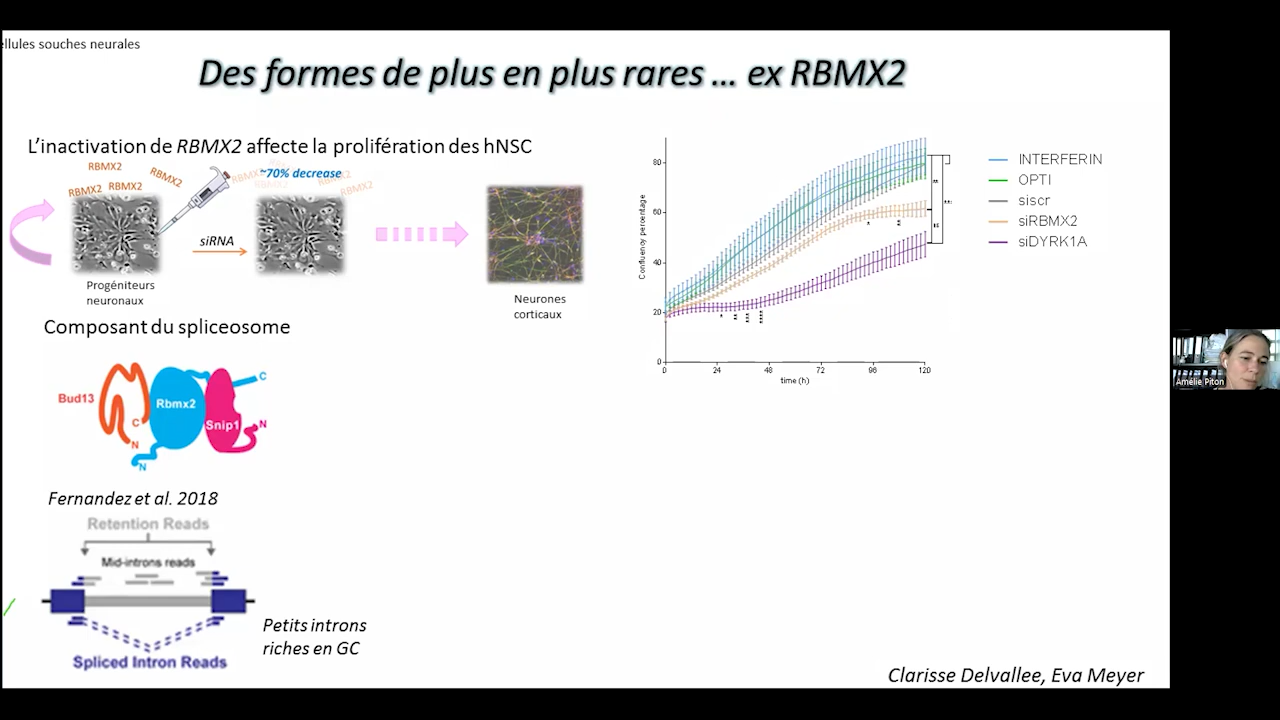 ellules souches neurales
Des formes de plus en plus rares ... ex RBMX2
L'inactivation de RBMX2 affecte la prolifération des hNSC
RBMX2
RBMX2
RBMX2
RBMX2
RBMX2
RBMX2
~70% decrease
siRNA
Progéniteurs
neuronaux
Neurones
corticaux
Composant du spliceosome
Bud13
Rbmx2
Snip1
C
N
N
C
N
Fernandez et al. 2018
Retention Reads
Mid-introns reads
Spliced Intron Reads
Petits introns
riches en GC
Confluency percentage
80
60
40
20
0
0 24 48 72 96 120
time (h)
INTERFERIN
OPTI
siscr
siRBMX2
siDYRK1A
Clarisse Delvallee, Eva Meyer
Amélie Piton